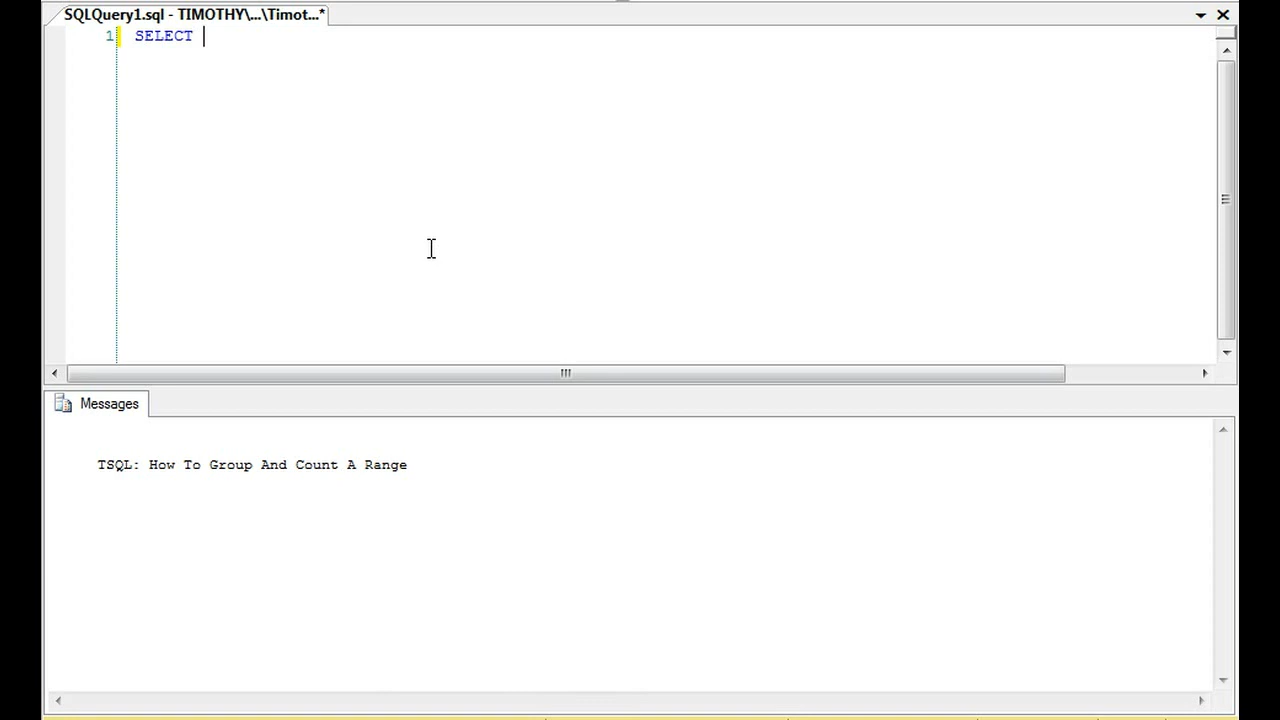 SQLQuery1.sql - TIMOTHY\...\Timot...*
1 SELECT
Messages
TSQL: How To Group And Count A Range